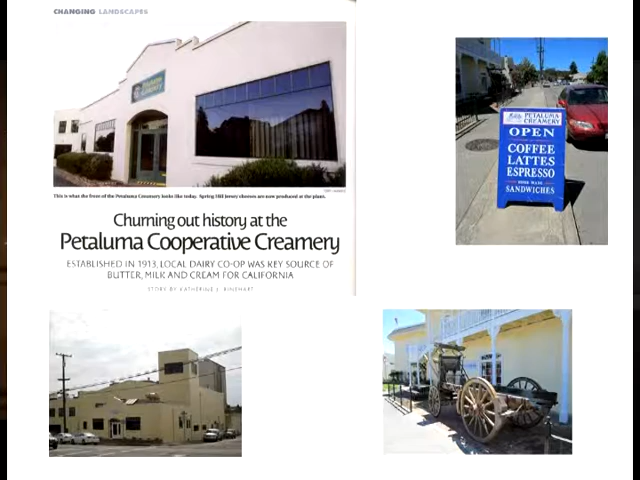 CHANGING LANDSCAPES
PETALUMA
CREAMERY
This is what the front of the Petaluma Creamery looks like today. Spring Hill Jersey cheeses are now produced at the plant.
Churning out history at the
Petaluma Cooperative Creamery
ESTABLISHED IN 1913, LOCAL DAIRY CO-OP WAS KEY SOURCE OF
BUTTER, MILK AND CREAM FOR CALIFORNIA
STORY BY KATHERINE J. RINEHART
PETALUMA
CREAMERY
OPEN
COFFEE
LATTES
ESPRESSO
SANDWICHES